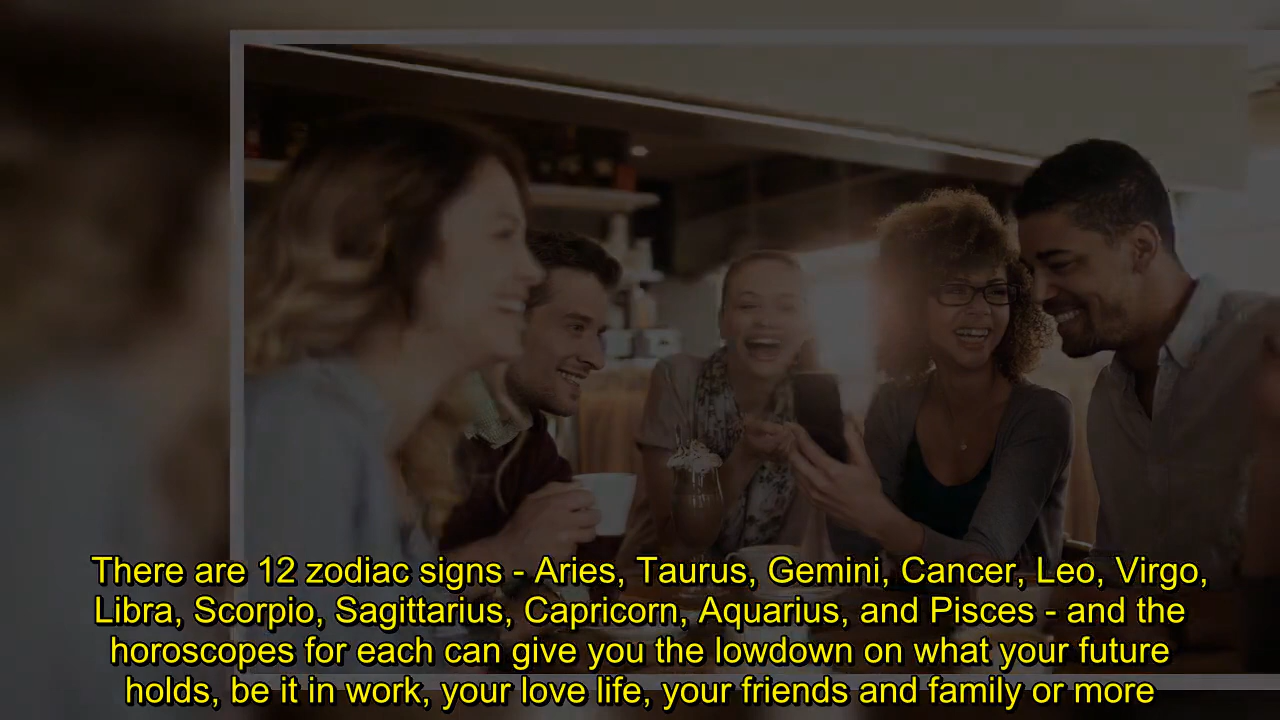 There are 12 zodiac signs - Aries, Taurus, Gemini, Cancer, Leo, Virgo,
Libra, Scorpio, Sagittarius, Capricorn, Aquarius, and Pisces - and the
horoscopes for each can give you the lowdown on what your future
holds, be it in work, your love life, your friends and family or more